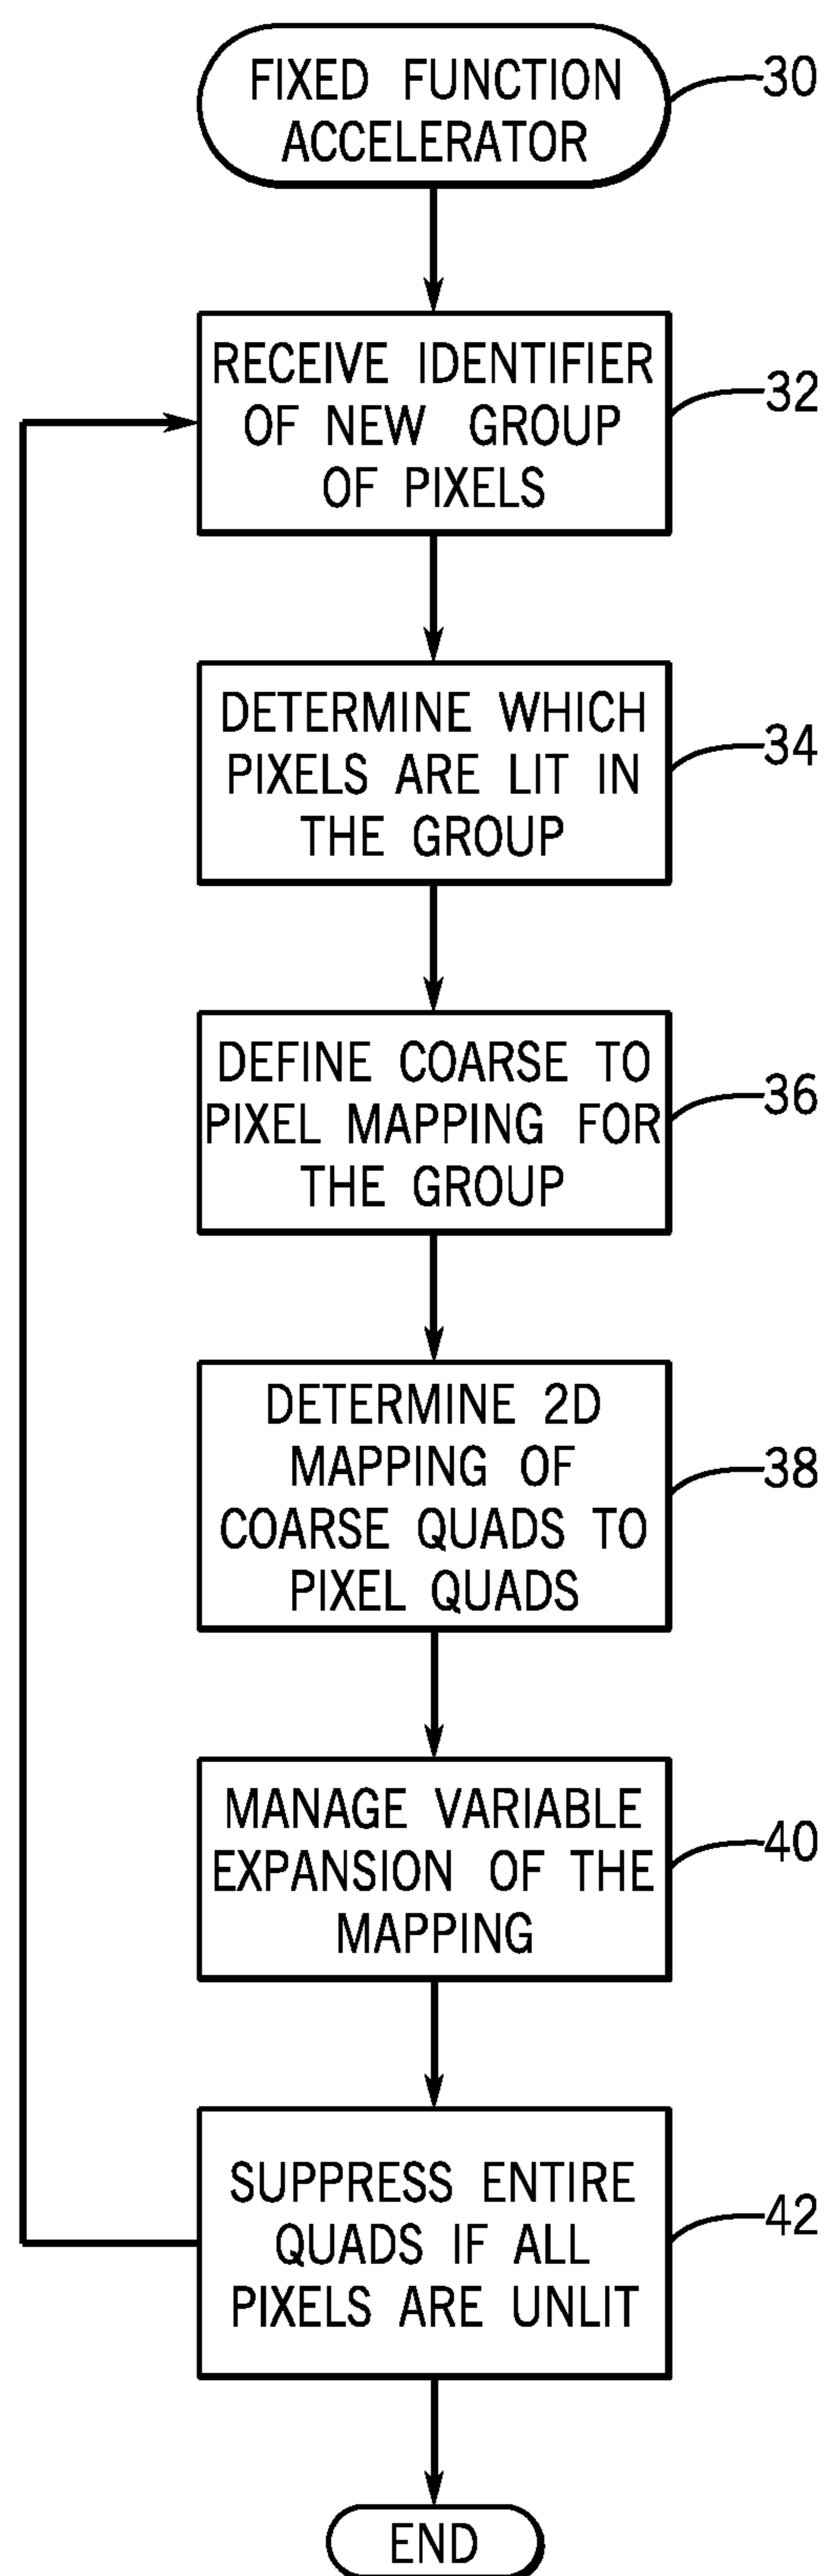 FIXED FUNCTION
ACCELERATOR
30
RECEIVE IDENTIFIER
OF NEW GROUP
OF PIXELS
32
DETERMINE WHICH
PIXELS ARE LIT IN
THE GROUP
34
DEFINE COARSE TO
PIXEL MAPPING FOR
THE GROUP
36
DETERMINE 2D
MAPPING OF
COARSE QUADS TO
PIXEL QUADS
38
MANAGE VARIABLE
EXPANSION OF THE
MAPPING
40
SUPPRESS ENTIRE
QUADS IF ALL
PIXELS ARE UNLIT
42
END